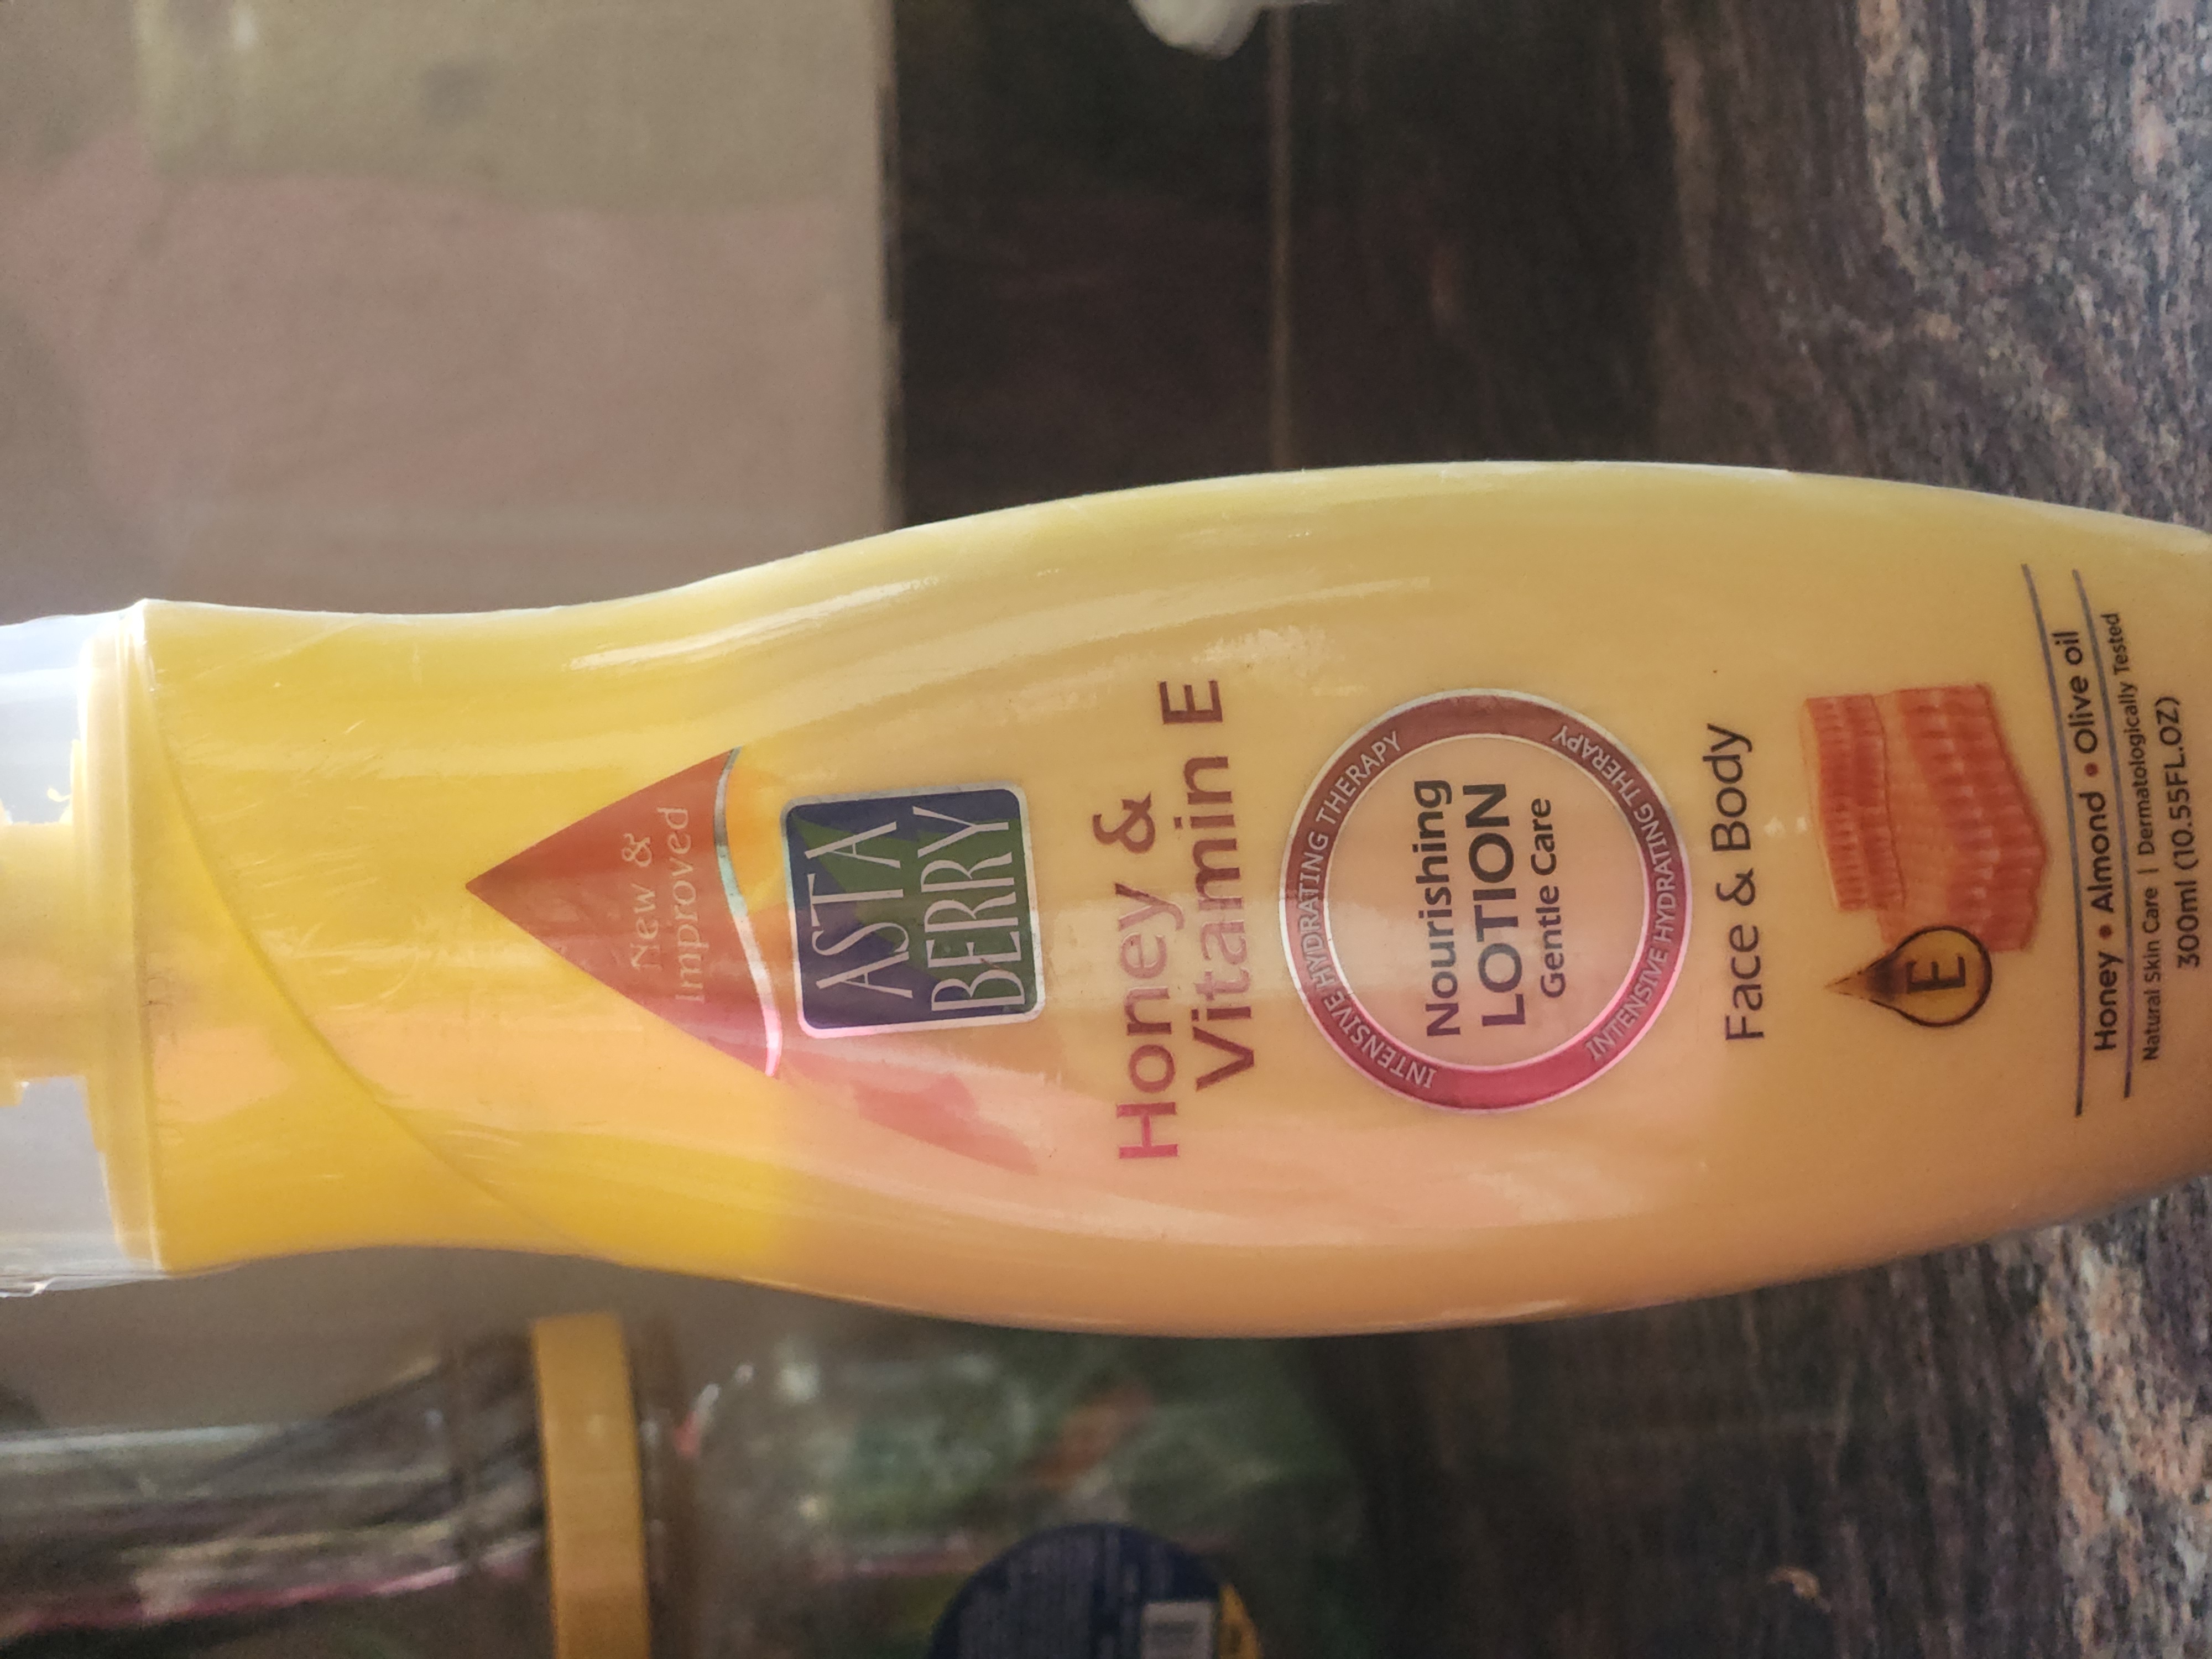 New &
Improved
ASTA
BERRY
Honey &
Vitamin E
INTENSIVE HYDRATING THERAPY
Nourishing
LOTION
Gentle Care
INTENSIVE HYDRATING THERAPY
Face & Body
E
Honey • Almond • Olive oil
Natural Skin Care | Dermatologically Tested
300ml (10.55FL.OZ)